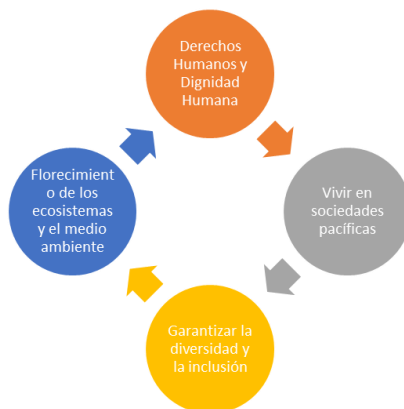 Derechos
Humanos y
Dignidad
Humana
Vivir en
sociedades
pacíficas
Garantizar la
diversidad y
la inclusión
Florecimient
o de los
ecosistemas
y el medio
ambiente